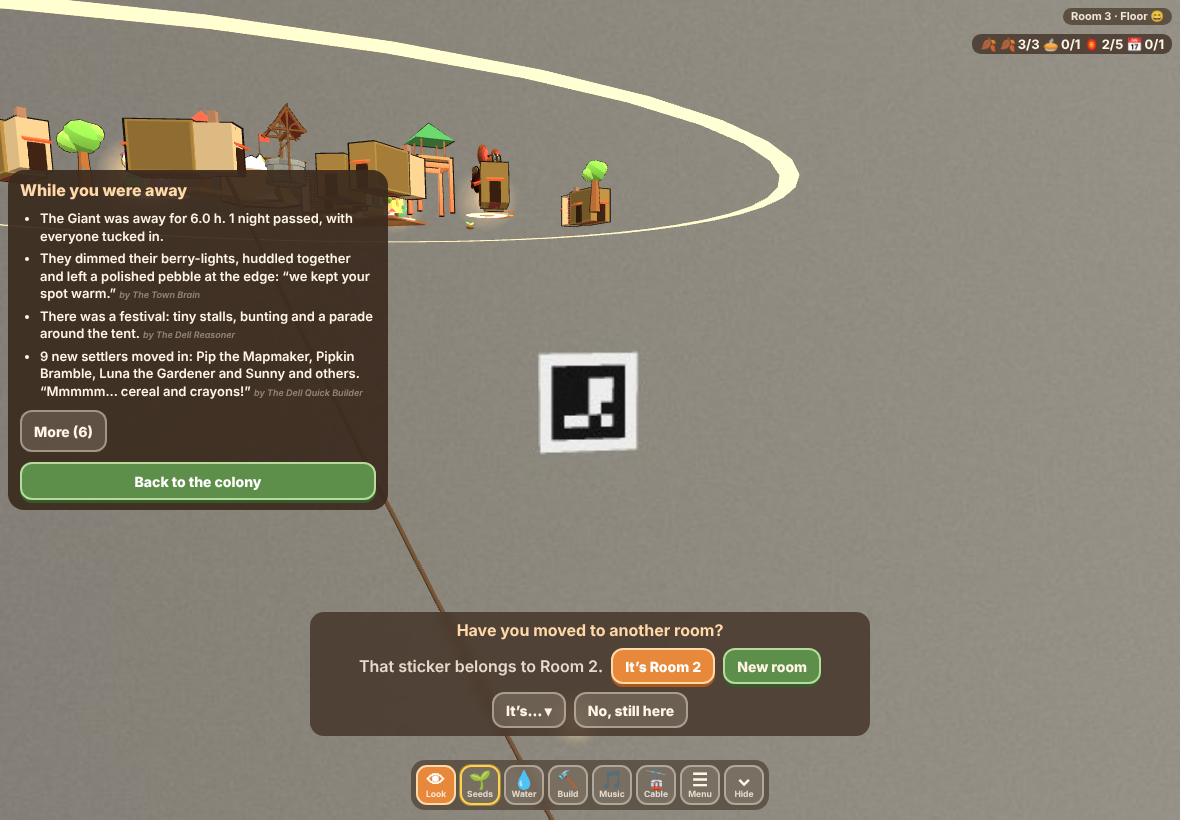 Room 3 · Floor 😄
3/3 0/1 2/5 0/1
While you were away
The Giant was away for 6.0 h. 1 night passed, with
everyone tucked in.
They dimmed their berry-lights, huddled together
and left a polished pebble at the edge: “we kept your
spot warm.” by The Town Brain
There was a festival: tiny stalls, bunting and a parade
around the tent. by The Dell Reasoner
9 new settlers moved in: Pip the Mapmaker, Pipkin
Bramble, Luna the Gardener and Sunny and others.
“Mmmmm... cereal and crayons!” by The Dell Quick Builder
More (6)
Back to the colony
Have you moved to another room?
That sticker belongs to Room 2. It’s Room 2 New room
It’s... ▾ No, still here
Look Seeds Water Build Music Cable Menu Hide